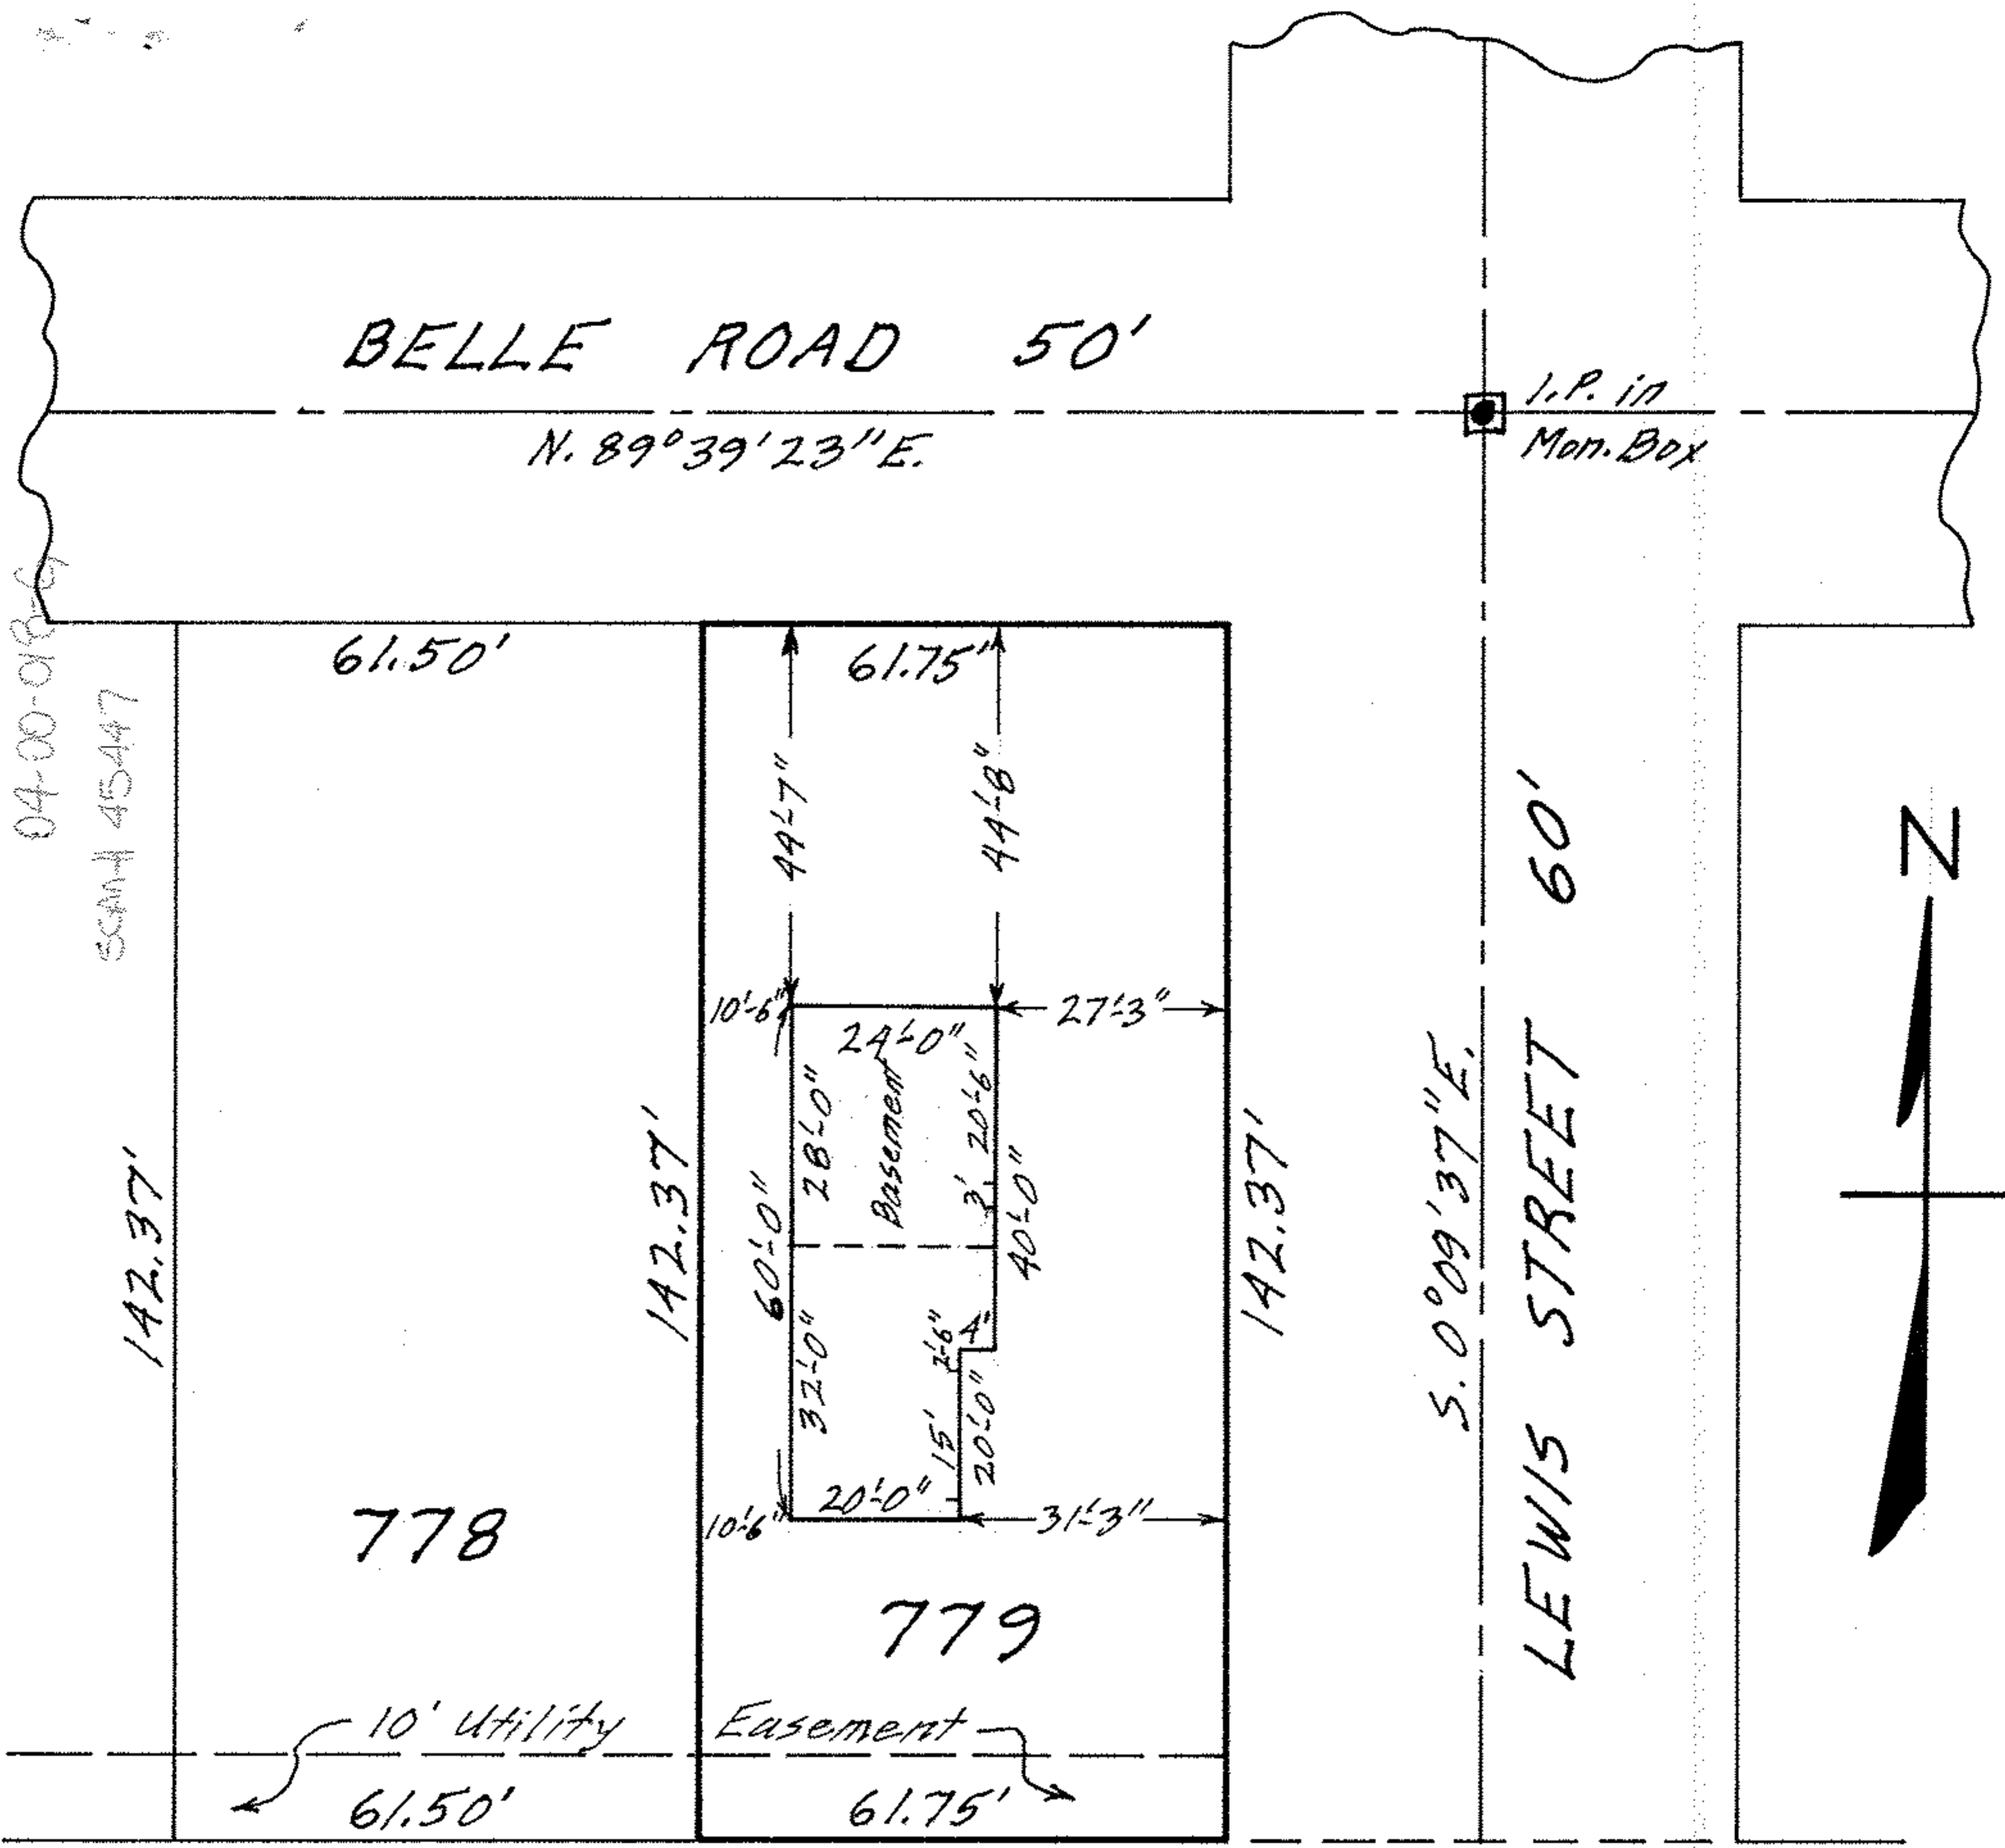 BELLE ROAD 50'
I.P. in
Mon. Box
N. 89°39'23"E.
04-00-018-G
45447
61.50'
61.75'
44'-7"
44'-8"
N
LEWIS STREET 60'
S. 0°09'37"E.
10'-6"
27'-3"
24'-0"
Basement
28'-0"
20'-6"
3'
40'-0"
60'-0"
142.37'
142.37'
142.37'
32'-0"
2'-6"
4'
15'
20'-0"
20'-0"
10'-6"
31'-3"
778
779
10' Utility Easement
61.50'
61.75'